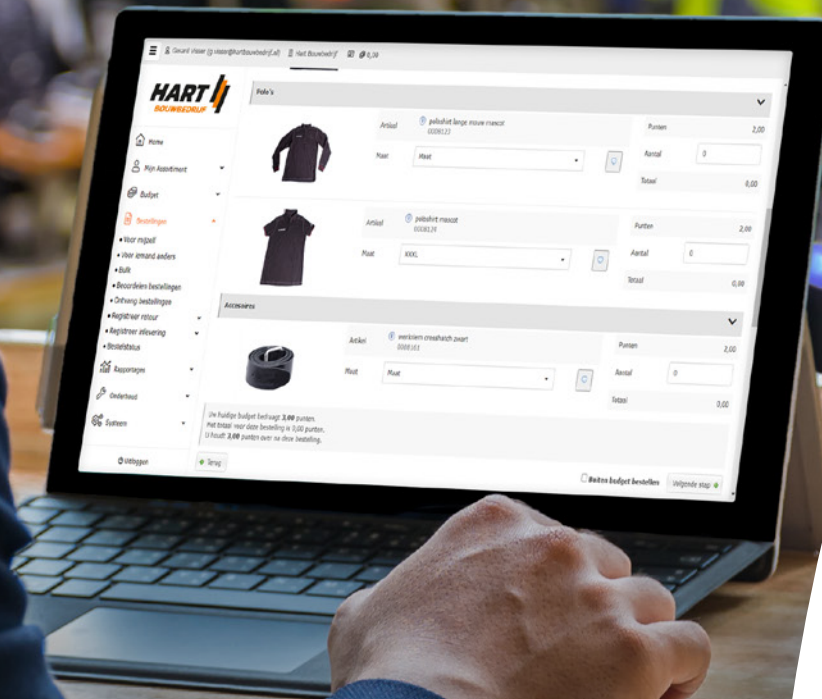 Gerard Visser (g.visser@hartbouwbedrijf.nl) Hart Bouwbedrijf 0,00
HART
BOUWBEDRIJF
Home
Mijn Assortiment
Budget
Bestellingen
Voor mijzelf
Voor iemand anders
Bulk
Beoordelen bestellingen
Ontvang bestellingen
Registreer retour
Registreer inlevering
Bestelstatus
Rapportages
Onderhoud
Systeem
Uitloggen
Polo's
Artikel poloshirt lange mouw mascot
0008123
Maat Maat
Punten 2,00
Aantal 0
Totaal 0,00
Artikel poloshirt mascot
0008124
Maat XXXL
Punten 2,00
Aantal 0
Totaal 0,00
Accessoires
Artikel werkriem crosshatch zwart
0008163
Maat Maat
Punten 2,00
Aantal 0
Totaal 0,00
Uw huidige budget bedraagt 3,00 punten.
Het totaal voor deze bestelling is 0,00 punten.
U houdt 3,00 punten over na deze bestelling.
Terug
Buiten budget bestellen Volgende stap